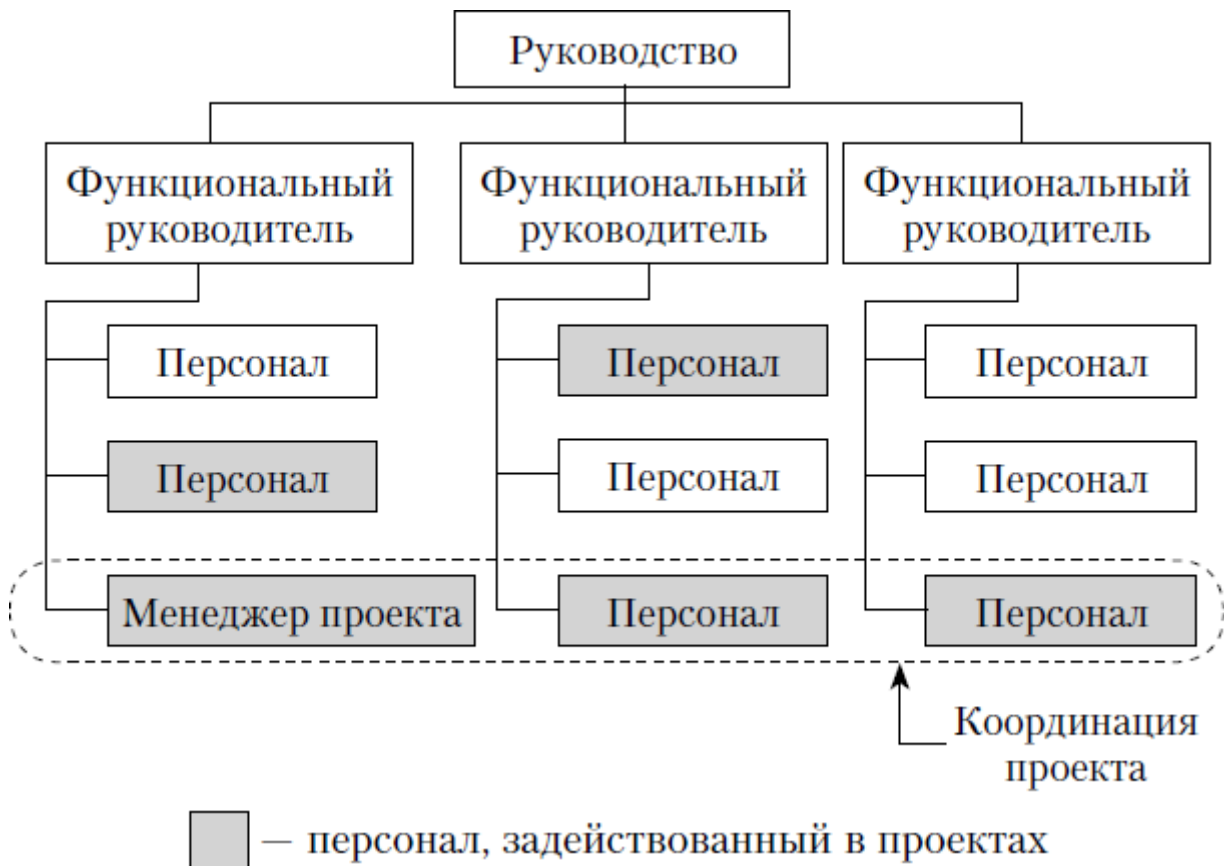 Руководство
Функциональный
руководитель
Функциональный
руководитель
Функциональный
руководитель
Персонал
Персонал
Персонал
Персонал
Персонал
Персонал
Менеджер проекта
Персонал
Персонал
Координация
проекта
— персонал, задействованный в проектах